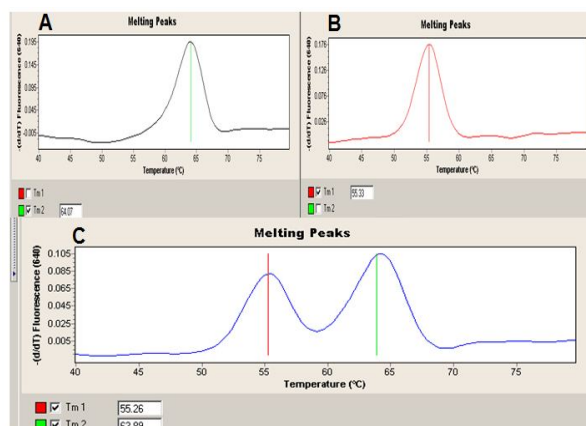 A
Melting Peaks
-(d/dT) Fluorescence (640)
0.195
0.145
0.095
0.045
-0.005
40 45 50 55 60 65 70 75
Temperature (ºC)
Tm 1
Tm 2 64.07
B
Melting Peaks
-(d/dT) Fluorescence (640)
0.176
0.126
0.076
0.026
40 45 50 55 60 65 70 75
Temperature (ºC)
Tm 1 55.33
Tm 2
C
Melting Peaks
-(d/dT) Fluorescence (640)
0.105
0.085
0.065
0.045
0.025
0.005
40 45 50 55 60 65 70 75
Temperature (ºC)
Tm 1 55.26
Tm 2 63.89